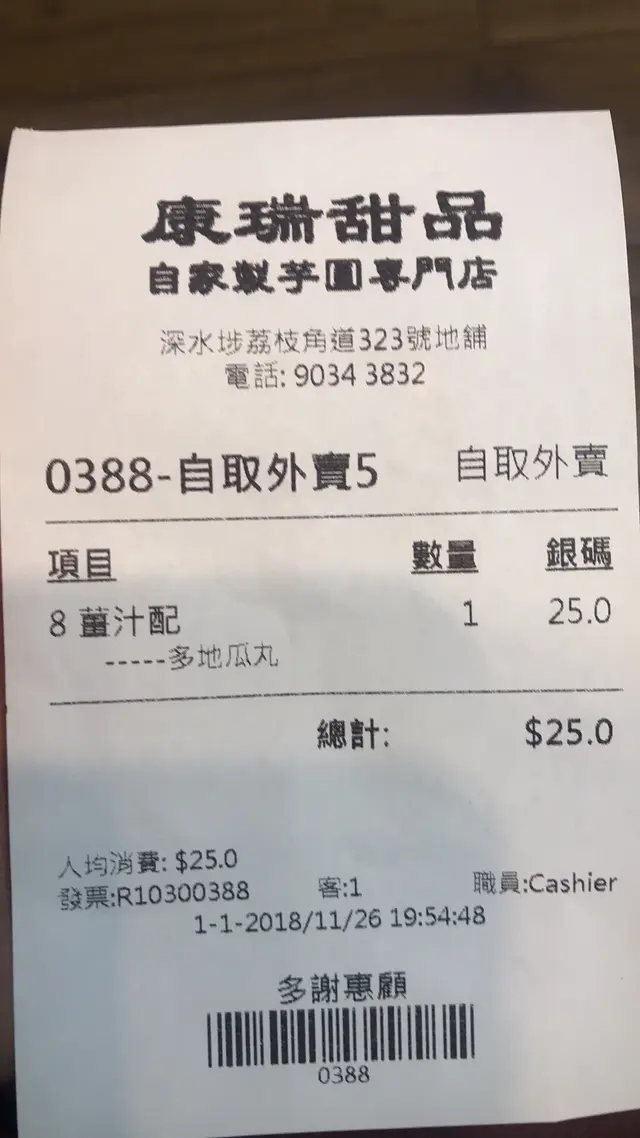 康瑞甜品
自家製芋圓專門店
深水埗荔枝角道323號地舖
電話: 9034 3832
0388-自取外賣5 自取外賣
項目 數量 銀碼
8 薑汁配 1 25.0
-----多地瓜丸
總計: $25.0
人均消費: $25.0
發票:R10300388 客:1 職員:Cashier
1-1-2018/11/26 19:54:48
多謝惠顧
0388